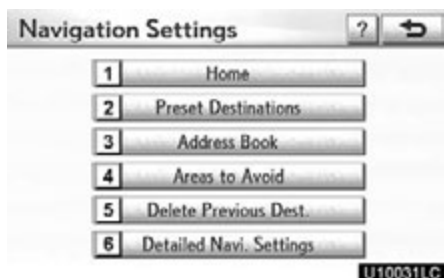 Navigation Settings ?
1 Home
2 Preset Destinations
3 Address Book
4 Areas to Avoid
5 Delete Previous Dest.
6 Detailed Navi. Settings
U10031LC